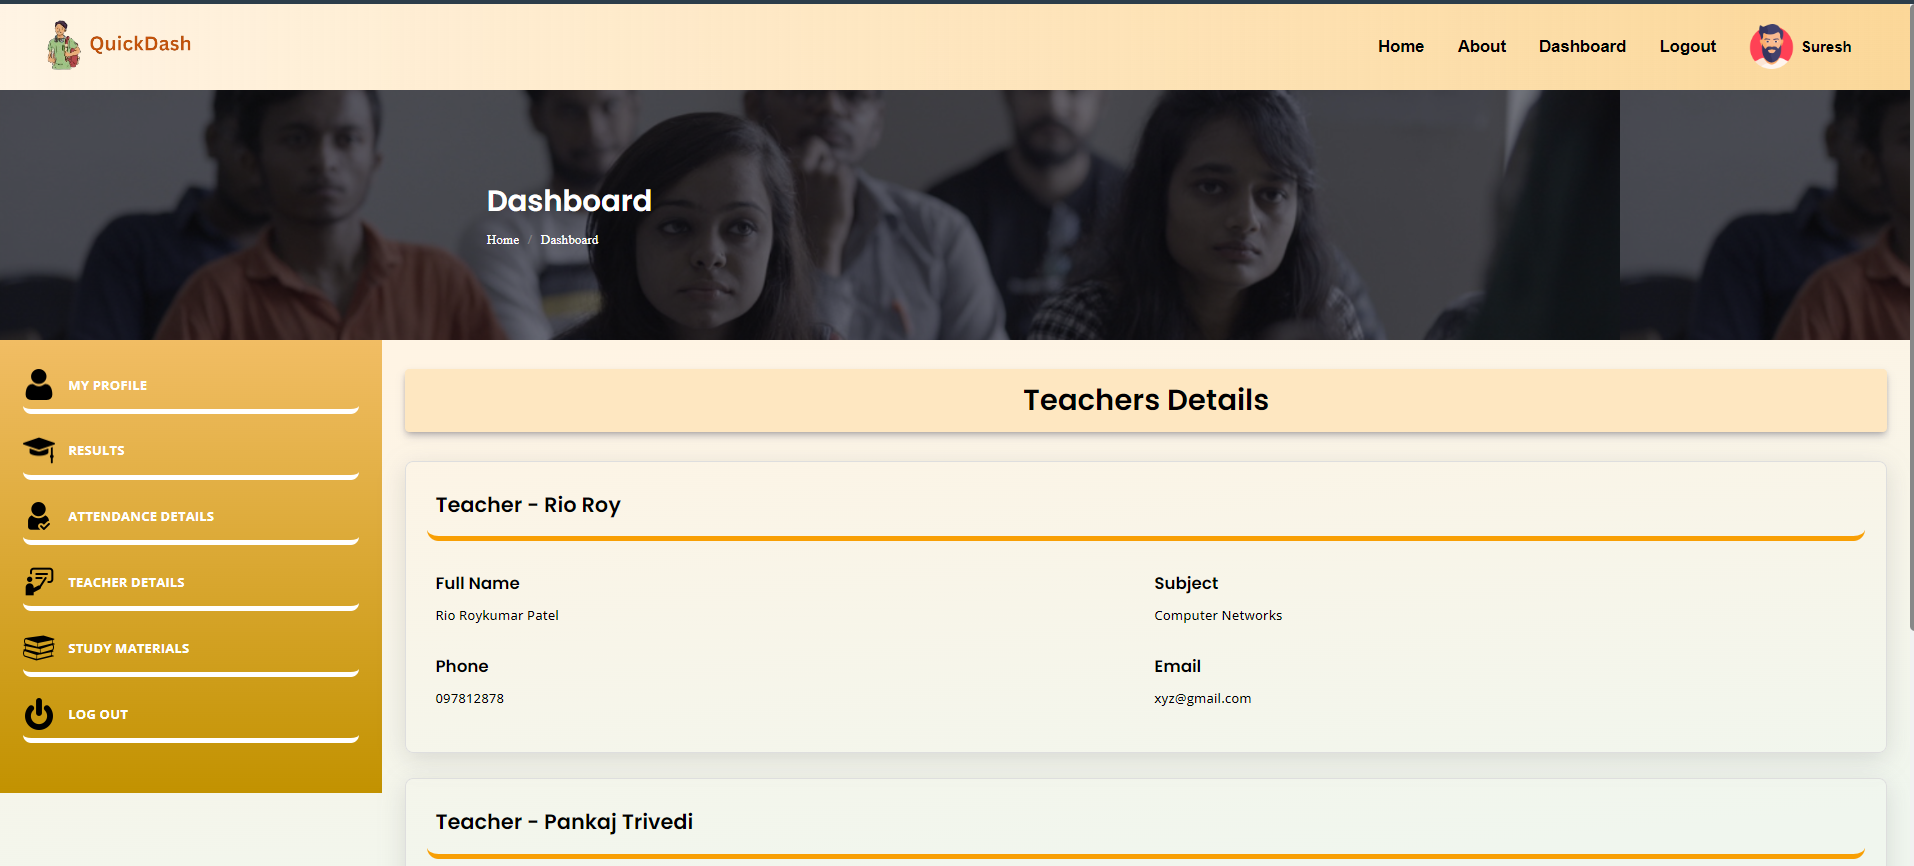 QuickDash
Home About Dashboard Logout Suresh
Dashboard
Home / Dashboard
MY PROFILE
RESULTS
ATTENDANCE DETAILS
TEACHER DETAILS
STUDY MATERIALS
LOG OUT
Teachers Details
Teacher - Rio Roy
Full Name Subject
Rio Roykumar Patel Computer Networks
Phone Email
097812878 xyz@gmail.com
Teacher - Pankaj Trivedi